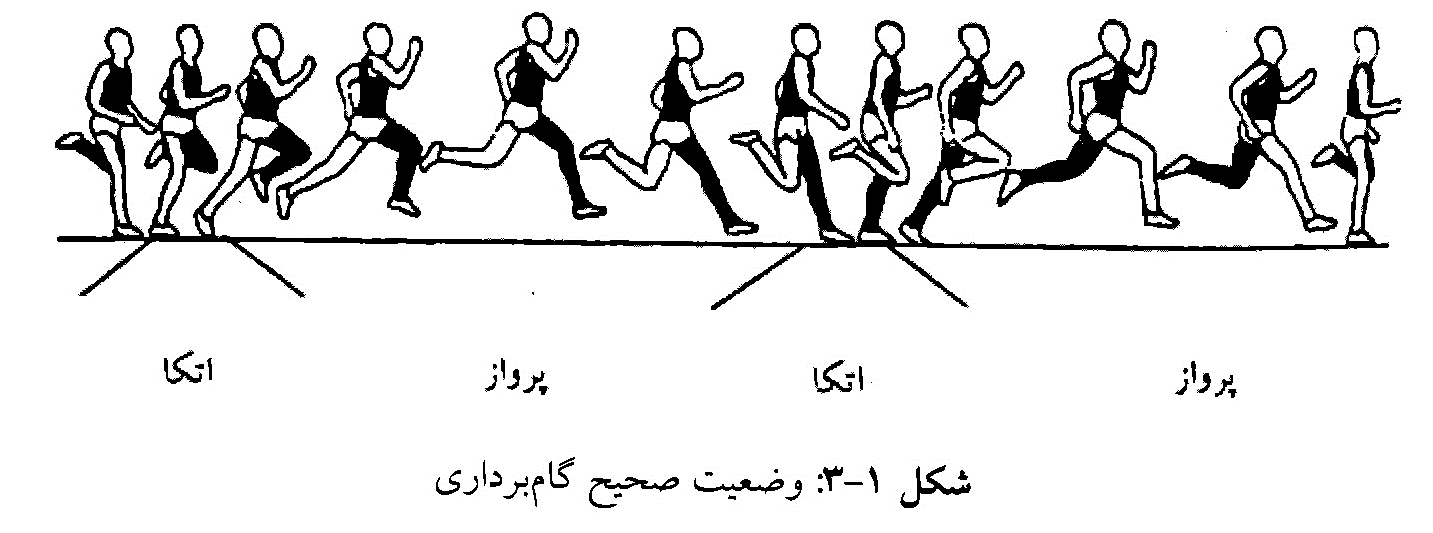 اتکا پرواز اتکا پرواز
شکل ۱-۳: وضعیت صحیح گام‌برداری